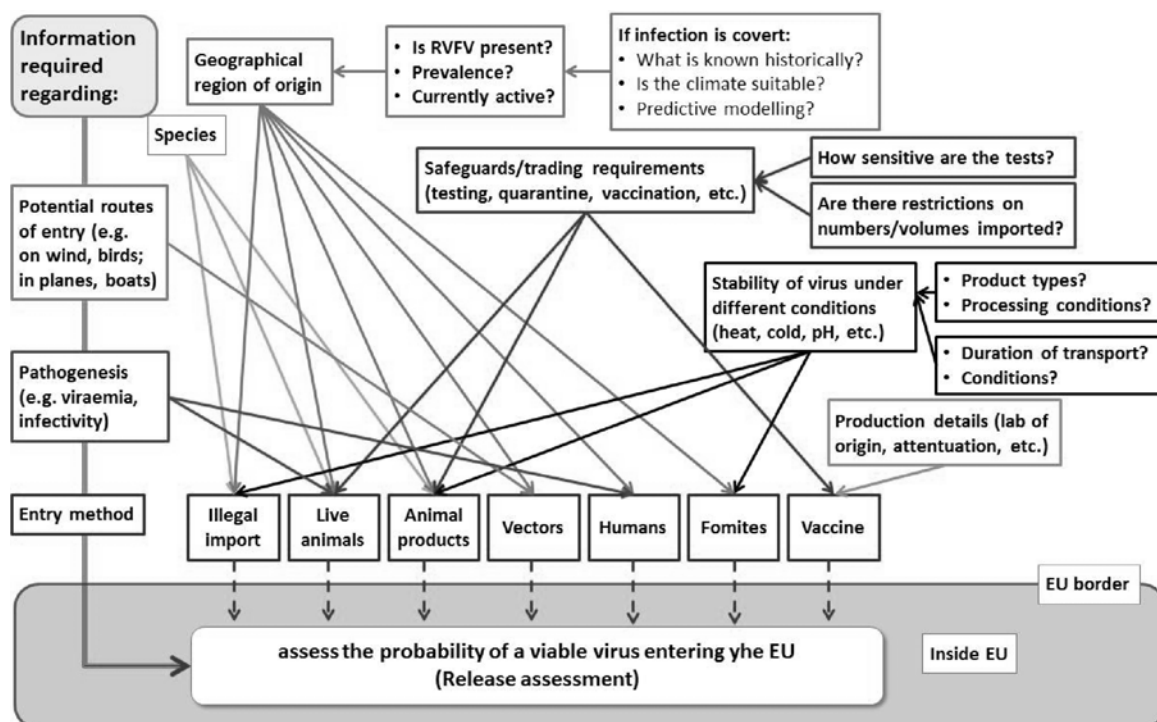 Information
required
regarding:
Geographical
region of origin
• Is RVFV present?
• Prevalence?
• Currently active?
If infection is covert:
• What is known historically?
• Is the climate suitable?
• Predictive modelling?
Species
Safeguards/trading requirements
(testing, quarantine, vaccination, etc.)
How sensitive are the tests?
Are there restrictions on
numbers/volumes imported?
Potential routes
of entry (e.g.
on wind, birds;
in planes, boats)
Stability of virus under
different conditions
(heat, cold, pH, etc.)
• Product types?
• Processing conditions?
• Duration of transport?
• Conditions?
Pathogenesis
(e.g. viraemia,
infectivity)
Production details (lab of
origin, attentuation, etc.)
Entry method
Illegal
import
Live
animals
Animal
products
Vectors
Humans
Fomites
Vaccine
EU border
assess the probability of a viable virus entering yhe EU
(Release assessment)
Inside EU